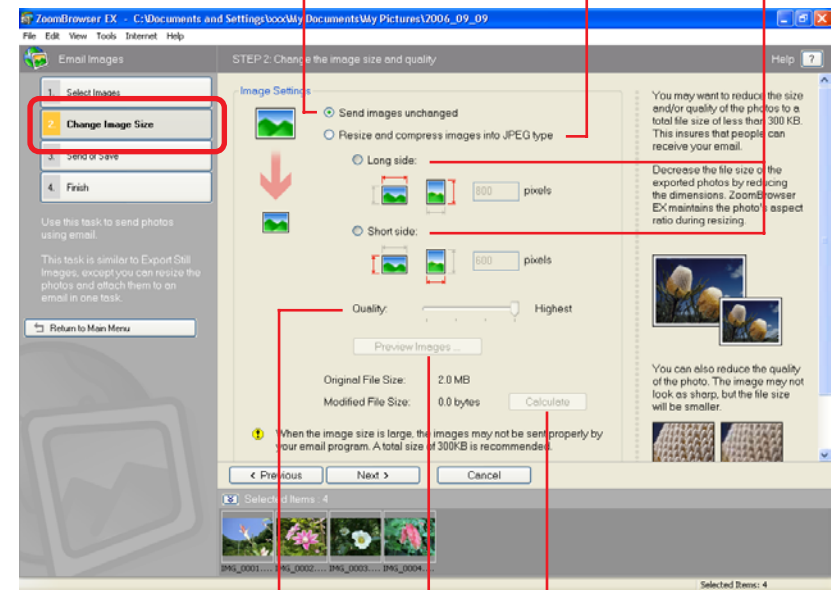 ZoomBrowser EX - C:\Documents and Settings\xxx\My Documents\My Pictures\2006_09_09
File Edit View Tools Internet Help
Email Images
STEP 2: Change the image size and quality
Help ?
1. Select Images
2. Change Image Size
3. Send or Save
4. Finish
Use this task to send photos
using email.
This task is similar to Export Still
Images, except you can resize the
photos and attach them to an
email in one task.
Return to Main Menu
Image Settings
Send images unchanged
Resize and compress images into JPEG type
Long side:
800 pixels
Short side:
600 pixels
Quality: Highest
Preview Images ...
Original File Size: 2.0 MB
Modified File Size: 0.0 bytes Calculate
When the image size is large, the images may not be sent properly by
your email program. A total size of 300KB is recommended.
< Previous Next > Cancel
You may want to reduce the size
and/or quality of the photos to a
total file size of less than 300 KB.
This insures that people can
receive your email.
Decrease the file size of the
exported photos by reducing
the dimensions. ZoomBrowser
EX maintains the photo's aspect
ratio during resizing.
You can also reduce the quality
of the photo. The image may not
look as sharp, but the file size
will be smaller.
Selected Items : 4
IMG_0001.... IMG_0002.... IMG_0003.... IMG_0004....
Selected Items: 4